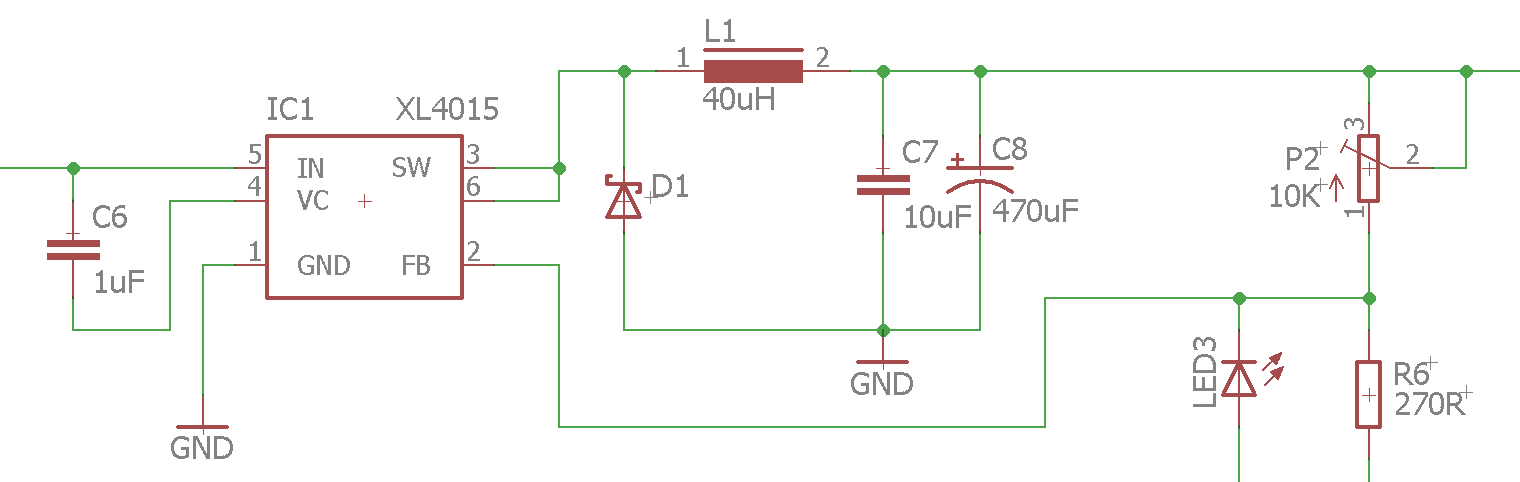 L1
1
2
40uH
IC1
XL4015
5
IN
SW
3
4
VC
6
1
GND
FB
2
C6
1uF
GND
D1
C7
10uF
C8
470uF
GND
P2
10K
3
2
1
LED3
R6
270R